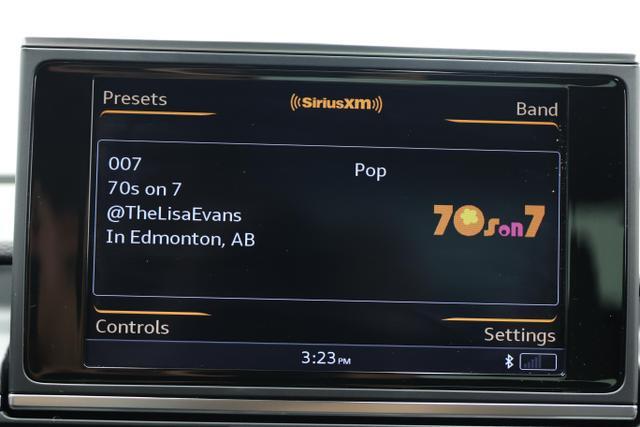 Presets
SiriusXM
Band
007
Pop
70s on 7
@TheLisaEvans
In Edmonton, AB
70s on 7
Controls
Settings
3:23 PM